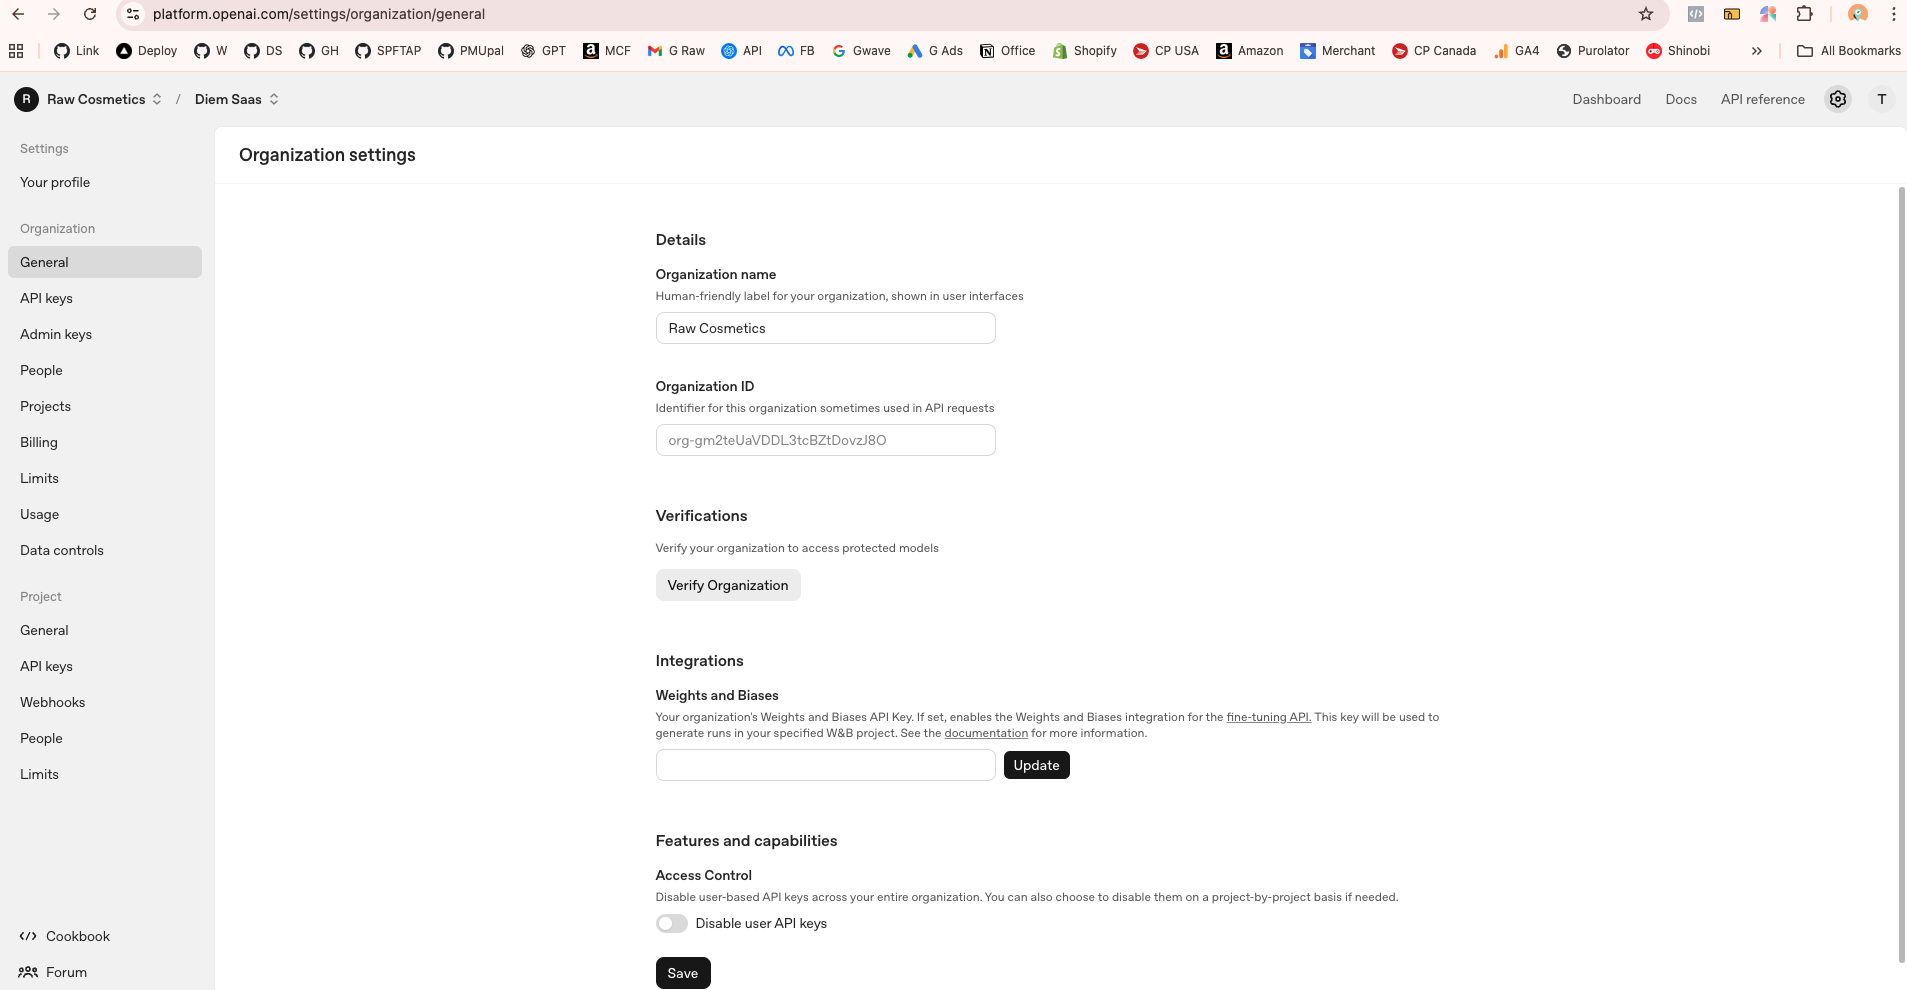 platform.openai.com/settings/organization/general
Link Deploy W DS GH SPFTAP PMUpal GPT MCF G Raw API FB Gwave G Ads Office Shopify CP USA Amazon Merchant CP Canada GA4 Purolator Shinobi » All Bookmarks
R Raw Cosmetics / Diem Saas Dashboard Docs API reference T
Settings
Your profile
Organization
General
API keys
Admin keys
People
Projects
Billing
Limits
Usage
Data controls
Project
General
API keys
Webhooks
People
Limits
Cookbook
Forum
Organization settings
Details
Organization name
Human-friendly label for your organization, shown in user interfaces
Raw Cosmetics
Organization ID
Identifier for this organization sometimes used in API requests
org-gm2teUaVDDL3tcBZtDovzJ8O
Verifications
Verify your organization to access protected models
Verify Organization
Integrations
Weights and Biases
Your organization's Weights and Biases API Key. If set, enables the Weights and Biases integration for the fine-tuning API. This key will be used to
generate runs in your specified W&B project. See the documentation for more information.
Update
Features and capabilities
Access Control
Disable user-based API keys across your entire organization. You can also choose to disable them on a project-by-project basis if needed.
Disable user API keys
Save